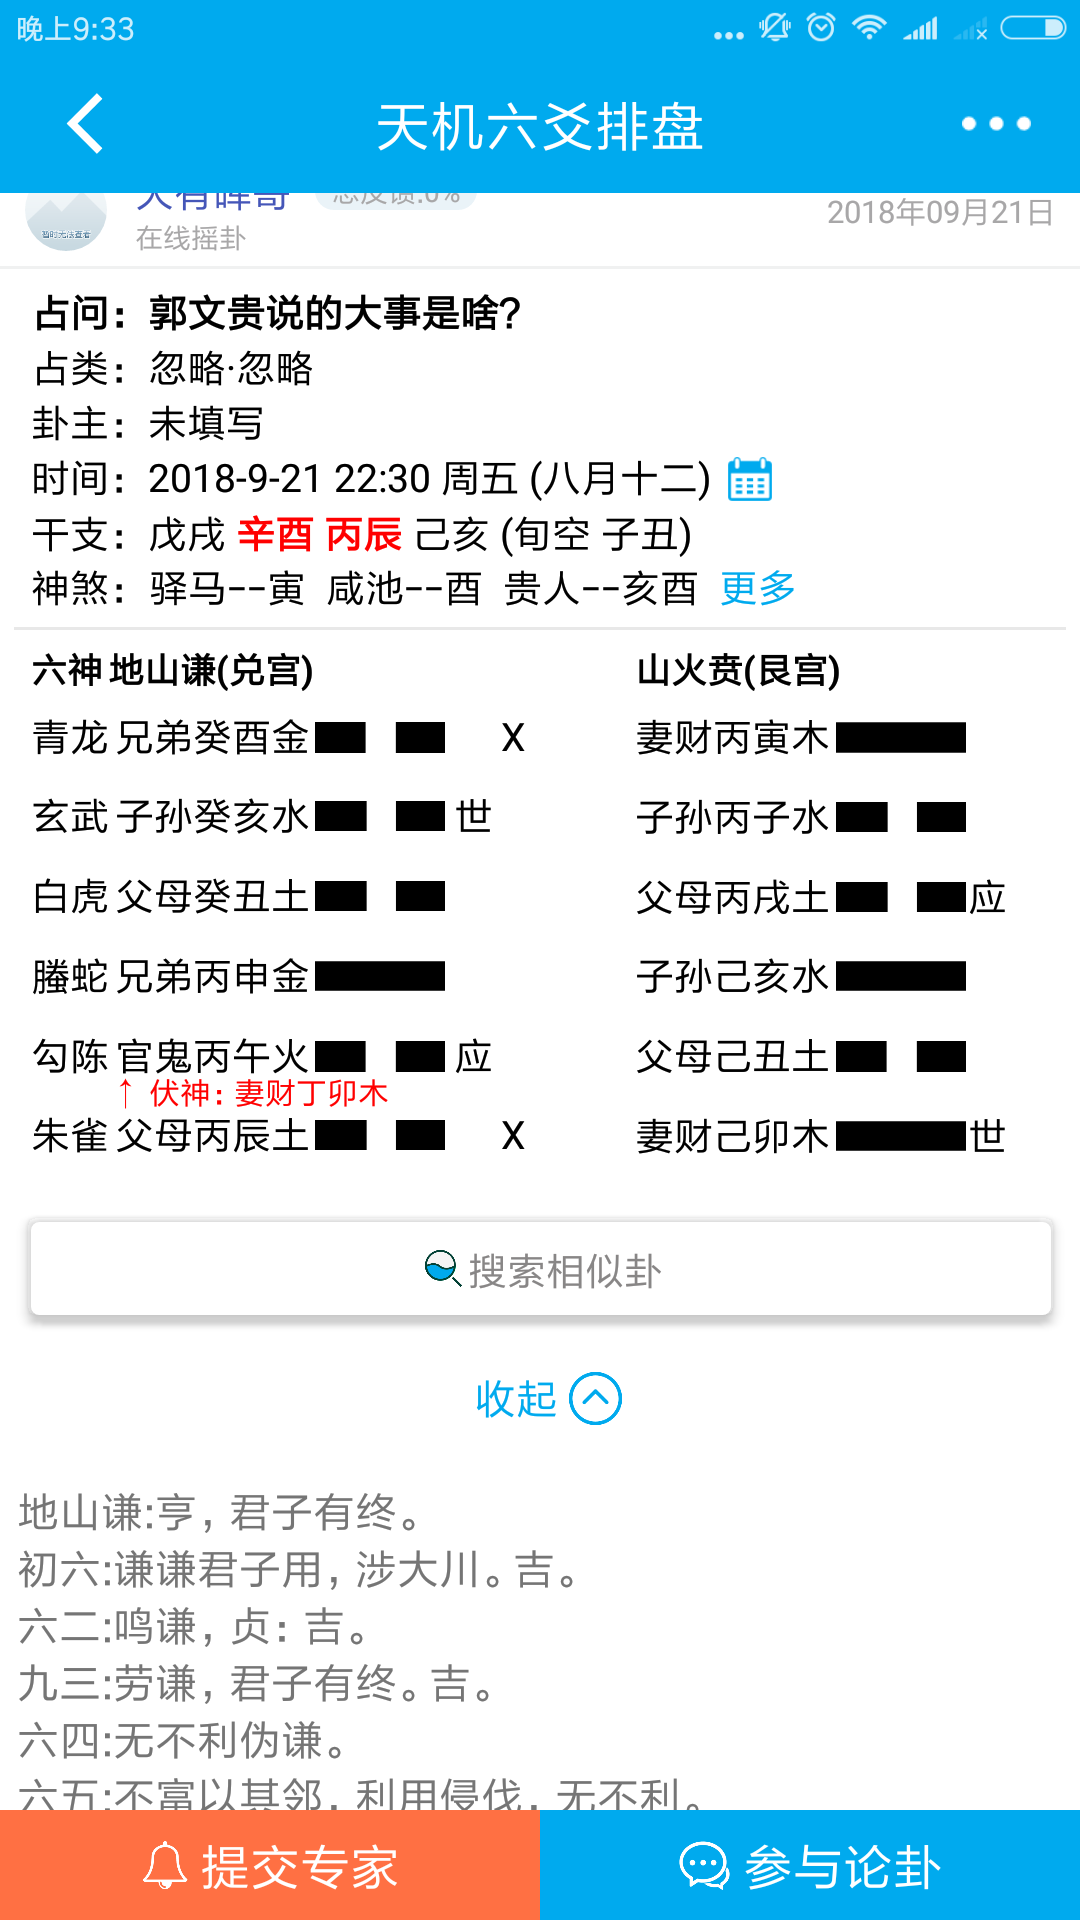 晚上9:33
天机六爻排盘
大有晖哥
2018年09月21日
在线摇卦
占问：郭文贵说的大事是啥?
占类：忽略·忽略
卦主：未填写
时间：2018-9-21 22:30 周五 (八月十二)
干支：戊戌 辛酉 丙辰 己亥 (旬空 子丑)
神煞：驿马--寅 咸池--酉 贵人--亥酉 更多
六神 地山谦(兑宫) 山火贲(艮宫)
青龙 兄弟癸酉金 X 妻财丙寅木
玄武 子孙癸亥水 世 子孙丙子水
白虎 父母癸丑土 父母丙戌土 应
螣蛇 兄弟丙申金 子孙己亥水
勾陈 官鬼丙午火 应 父母己丑土
↑ 伏神：妻财丁卯木
朱雀 父母丙辰土 X 妻财己卯木 世
搜索相似卦
收起
地山谦:亨，君子有终。
初六:谦谦君子用，涉大川。吉。
六二:鸣谦，贞：吉。
九三:劳谦，君子有终。吉。
六四:无不利伪谦。
六五:不富以其邻，利用侵伐，无不利。
提交专家
参与论卦